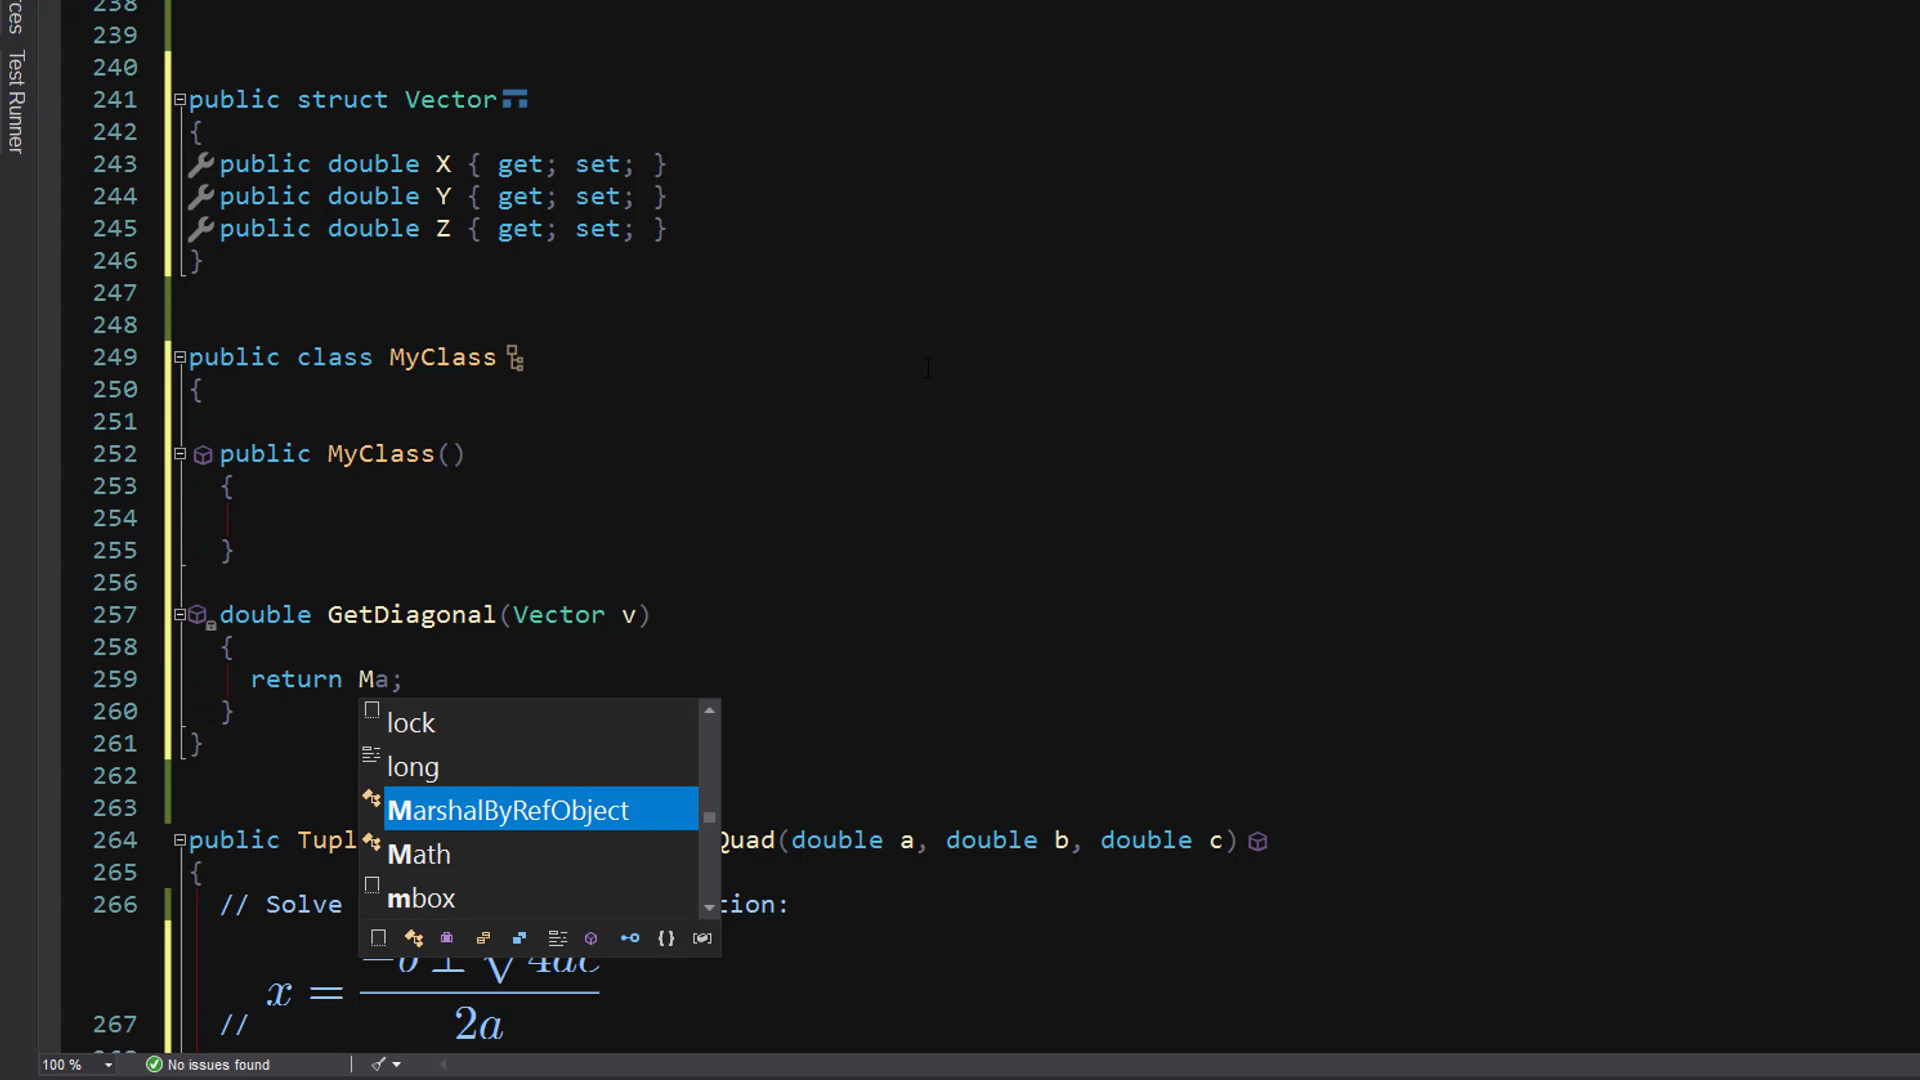 rces
Test Runner
238
239
240
241 public struct Vector
242 {
243 public double X { get; set; }
244 public double Y { get; set; }
245 public double Z { get; set; }
246 }
247
248
249 public class MyClass
250 {
251
252 public MyClass()
253 {
254
255 }
256
257 double GetDiagonal(Vector v)
258 {
259 return Ma;
260 }
261 }
262
263
lock
long
MarshalByRefObject
Math
mbox
264 public Tupl Quad(double a, double b, double c)
265 {
266 // Solve tion:
x = −b ± √4ac / 2a
267 //
100 % No issues found